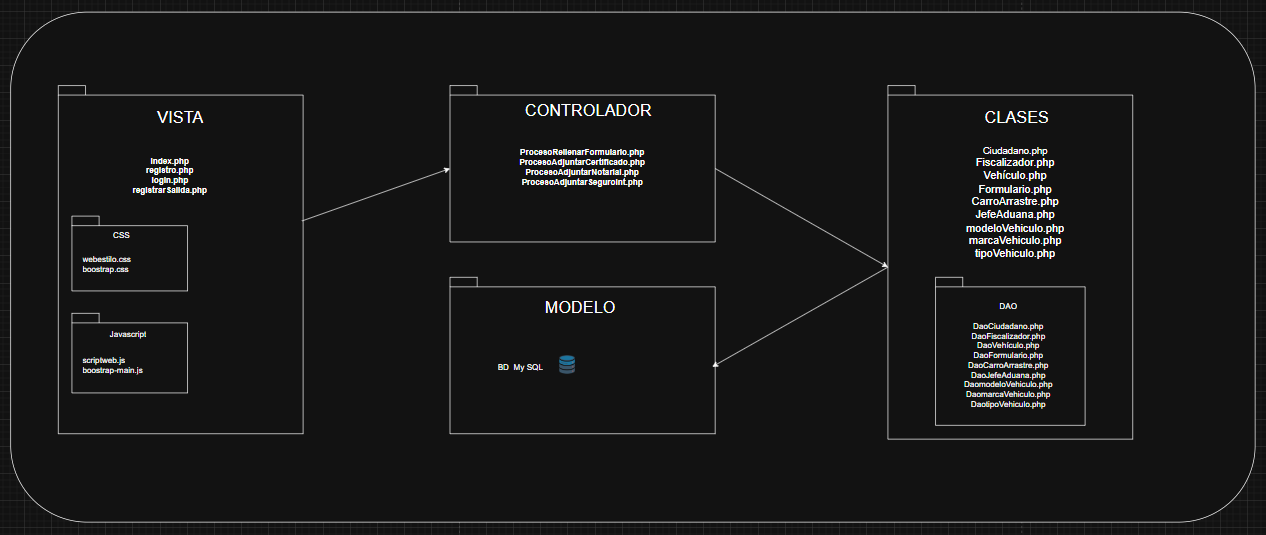 VISTA
index.php
registro.php
login.php
registrarSalida.php
CSS
webestilo.css
boostrap.css
Javascript
scriptweb.js
boostrap-main.js
CONTROLADOR
ProcesoRellenarFormulario.php
ProcesoAdjuntarCertificado.php
ProcesoAdjuntarNotarial.php
ProcesoAdjuntarSeguroInt.php
MODELO
BD My SQL
CLASES
Ciudadano.php
Fiscalizador.php
Vehículo.php
Formulario.php
CarroArrastre.php
JefeAduana.php
modeloVehiculo.php
marcaVehiculo.php
tipoVehiculo.php
DAO
DaoCiudadano.php
DaoFiscalizador.php
DaoVehículo.php
DaoFormulario.php
DaoCarroArrastre.php
DaoJefeAduana.php
DaomodeloVehiculo.php
DaomarcaVehiculo.php
DaotipoVehiculo.php